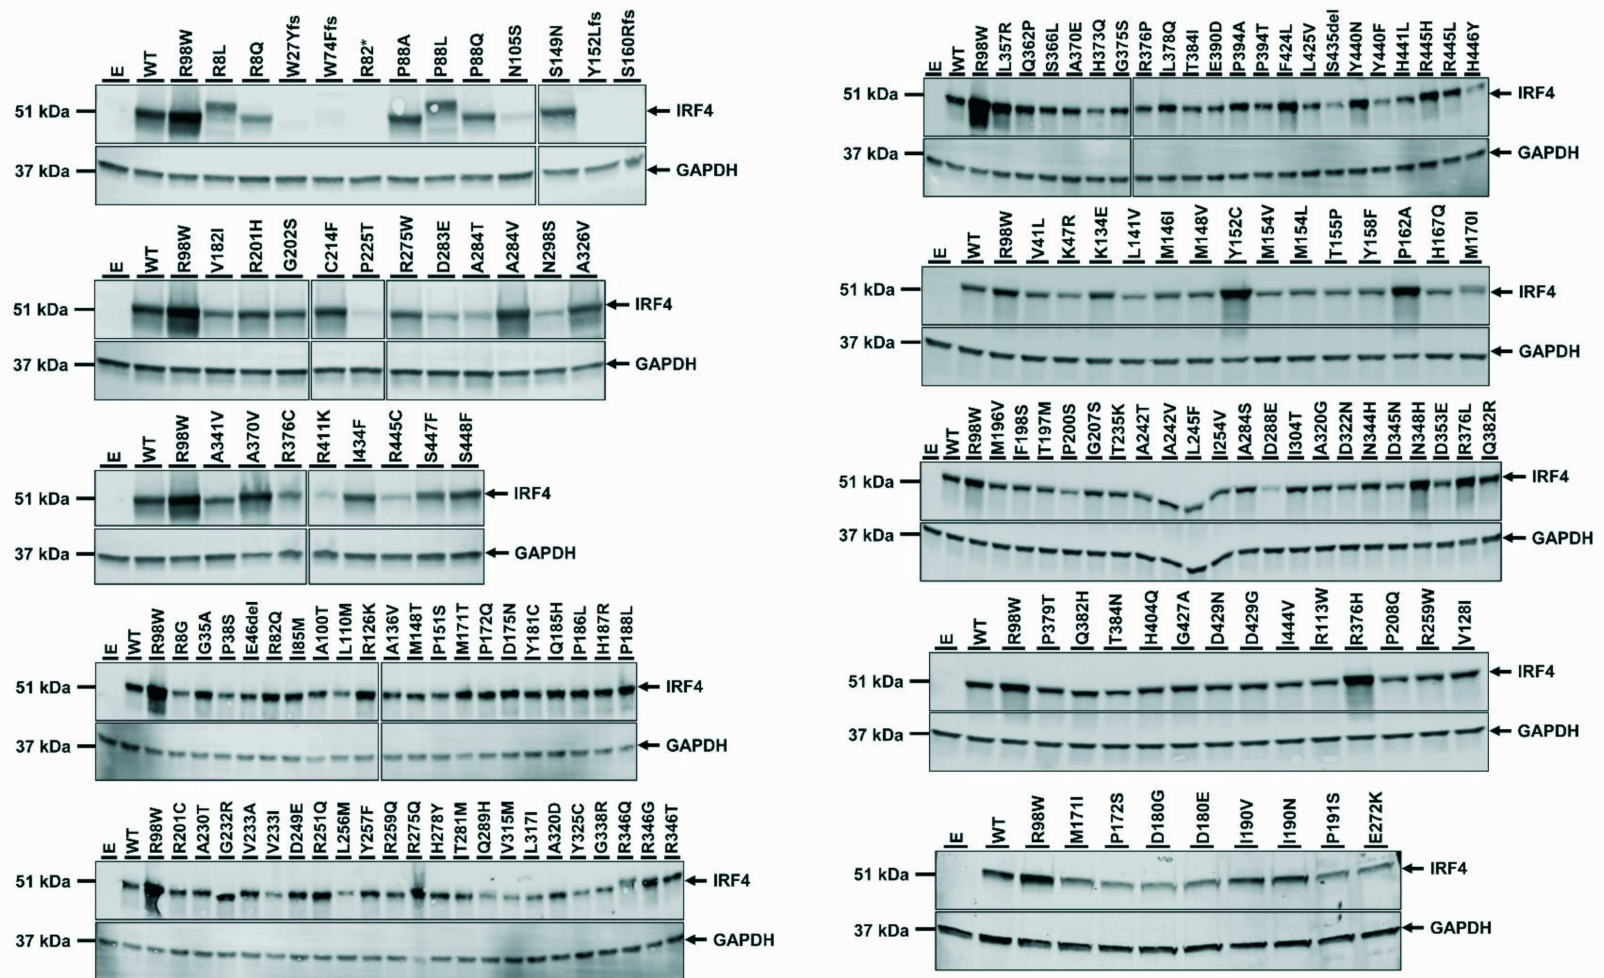 E WT R98W R8L R8Q W27Yfs W74Ffs R82* P88A P88L P88Q N105S S149N Y152Lfs S160Rfs
51 kDa IRF4
37 kDa GAPDH
E WT R98W V182I R201H G202S C214F P225T R275W D283E A284T A284V N298S A326V
51 kDa IRF4
37 kDa GAPDH
E WT R98W A341V A370V R376C R411K I434F R445C S447F S448F
51 kDa IRF4
37 kDa GAPDH
E WT R98W R8G G35A P38S E46del R82Q I85M A100T L110M R126K A136V M148T P151S M171T P172Q D175N Y181C Q185H P186L H187R P188L
51 kDa IRF4
37 kDa GAPDH
E WT R98W R201C A230T G232R V233A V233I D249E R251Q L256M Y257F R259Q R275Q H278Y T281M Q289H V315M L317I A320D Y325C G338R R346Q R346G R346T
51 kDa IRF4
37 kDa GAPDH
E WT R98W L357R Q362P S366L A370E H373Q G375S R376P L378Q T384I E390D P394A P394T F424L L425V S435del Y440N Y440F H441L R445H R445L H446Y
51 kDa IRF4
37 kDa GAPDH
E WT R98W V41L K47R K134E L141V M146I M148V Y152C M154V M154L T155P Y158F P162A H167Q M170I
51 kDa IRF4
37 kDa GAPDH
E WT R98W M196V F198S T197M P200S G207S T235K A242T A242V L245F I254V A284S D288E I304T A320G D322N N344H D345N N348H D353E R376L Q382R
51 kDa IRF4
37 kDa GAPDH
E WT R98W P379T Q382H T384N H404Q G427A D429N D429G I444V R113W R376H P208Q R259W V128I
51 kDa IRF4
37 kDa GAPDH
E WT R98W M171I P172S D180G D180E I190V I190N P191S E272K
51 kDa IRF4
37 kDa GAPDH